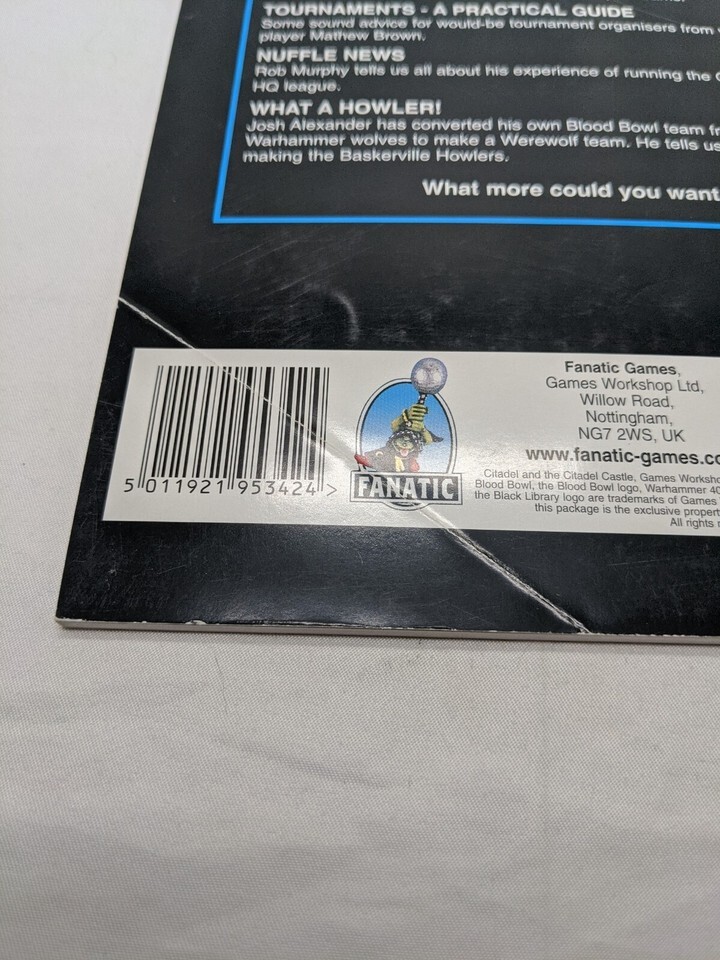 TOURNAMENTS - A PRACTICAL GUIDE
Some sound advice for would-be tournament organisers from
player Mathew Brown.
NUFFLE NEWS
Rob Murphy tells us all about his experience of running the
HQ league.
WHAT A HOWLER!
Josh Alexander has converted his own Blood Bowl team fr
Warhammer wolves to make a Werewolf team. He tells us
making the Baskerville Howlers.
What more could you want
5 011921 953424 >
FANATIC
Fanatic Games,
Games Workshop Ltd,
Willow Road,
Nottingham,
NG7 2WS, UK
www.fanatic-games.co
Citadel and the Citadel Castle, Games Worksho
Blood Bowl, the Blood Bowl logo, Warhammer 40
the Black Library logo are trademarks of Games
this package is the exclusive propert
All rights